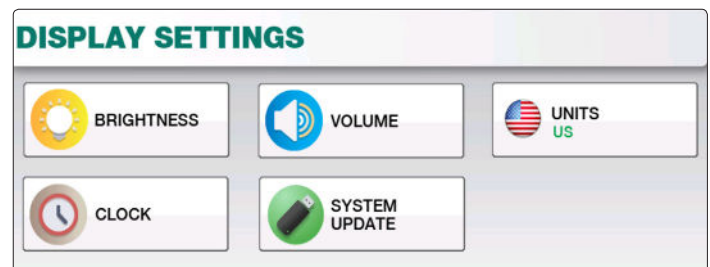 DISPLAY SETTINGS
BRIGHTNESS
VOLUME
UNITS
US
CLOCK
SYSTEM
UPDATE